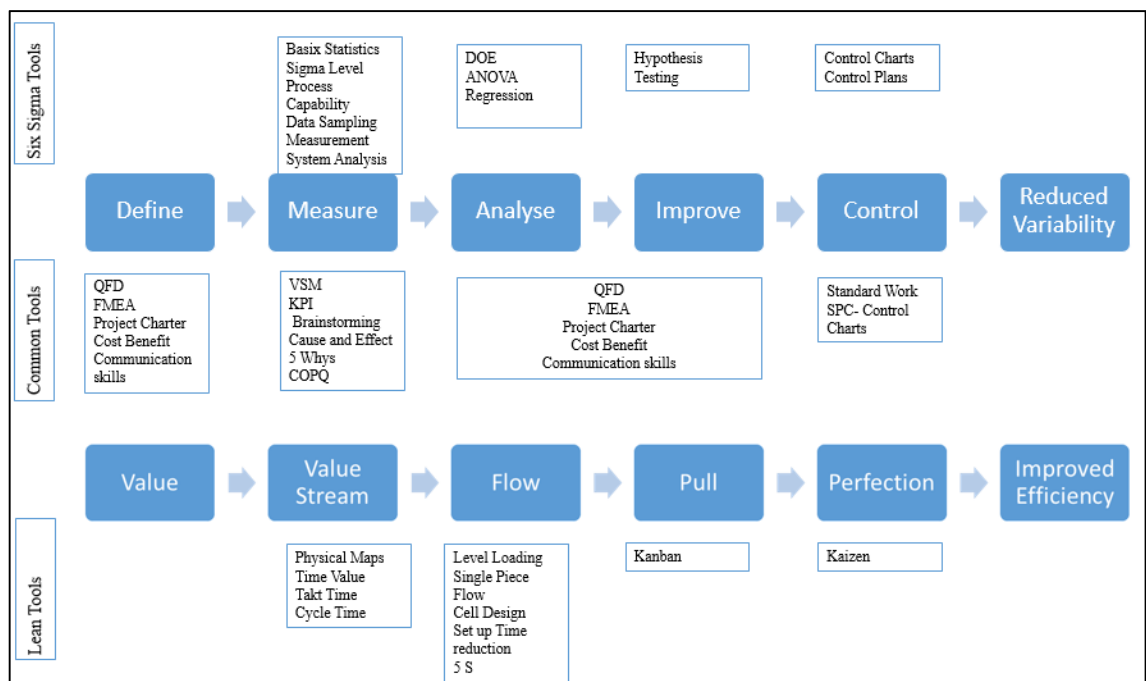 Six Sigma Tools
Basix Statistics
Sigma Level
Process
Capability
Data Sampling
Measurement
System Analysis
DOE
ANOVA
Regression
Hypothesis
Testing
Control Charts
Control Plans
Define
Measure
Analyse
Improve
Control
Reduced
Variability
Common Tools
QFD
FMEA
Project Charter
Cost Benefit
Communication
skills
VSM
KPI
Brainstorming
Cause and Effect
5 Whys
COPQ
QFD
FMEA
Project Charter
Cost Benefit
Communication skills
Standard Work
SPC- Control
Charts
Value
Value
Stream
Flow
Pull
Perfection
Improved
Efficiency
Lean Tools
Physical Maps
Time Value
Takt Time
Cycle Time
Level Loading
Single Piece
Flow
Cell Design
Set up Time
reduction
5 S
Kanban
Kaizen